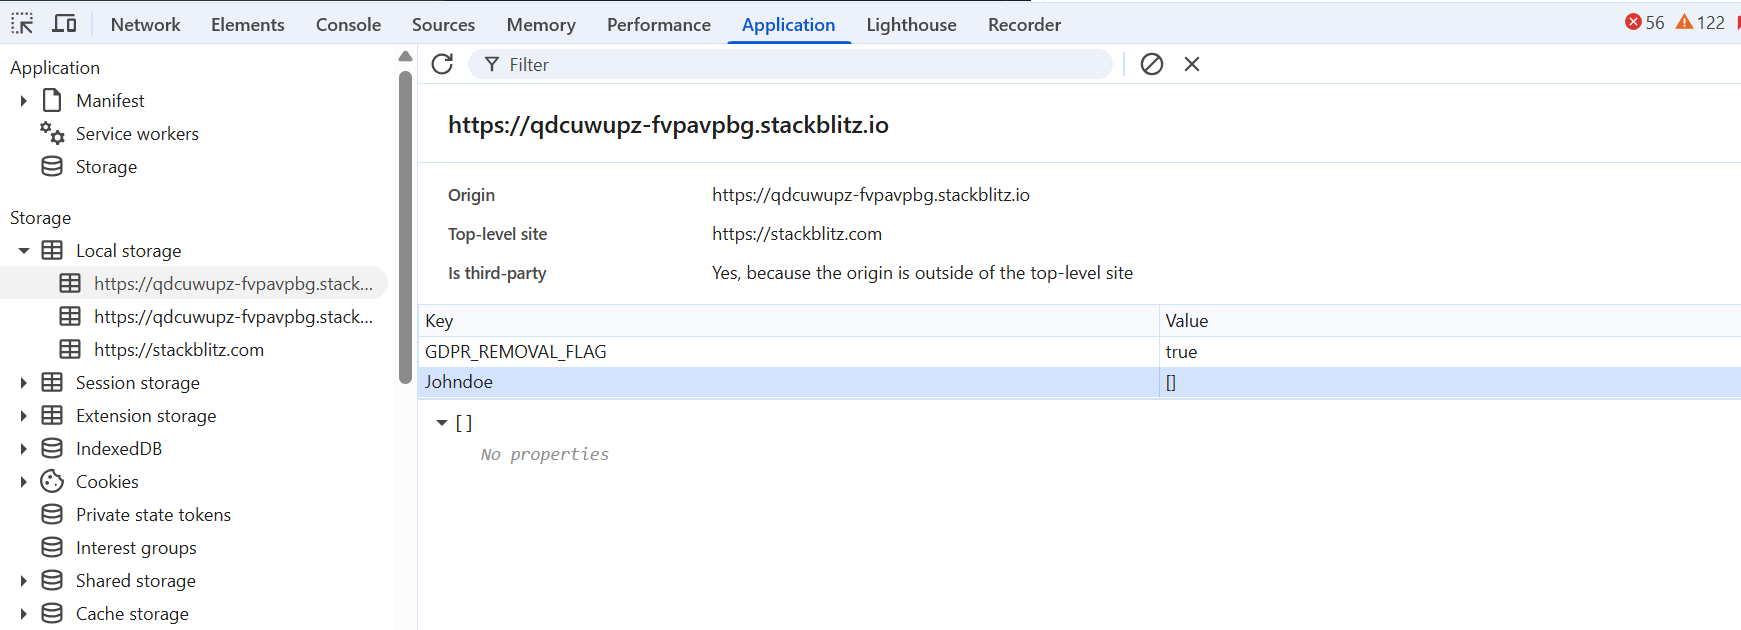 Network Elements Console Sources Memory Performance Application Lighthouse Recorder 56 122
Filter
Application
Manifest
Service workers
Storage
Storage
Local storage
https://qdcuwupz-fvpavpbg.stack...
https://qdcuwupz-fvpavpbg.stack...
https://stackblitz.com
Session storage
Extension storage
IndexedDB
Cookies
Private state tokens
Interest groups
Shared storage
Cache storage
https://qdcuwupz-fvpavpbg.stackblitz.io
Origin https://qdcuwupz-fvpavpbg.stackblitz.io
Top-level site https://stackblitz.com
Is third-party Yes, because the origin is outside of the top-level site
Key Value
GDPR_REMOVAL_FLAG true
Johndoe []
[]
No properties